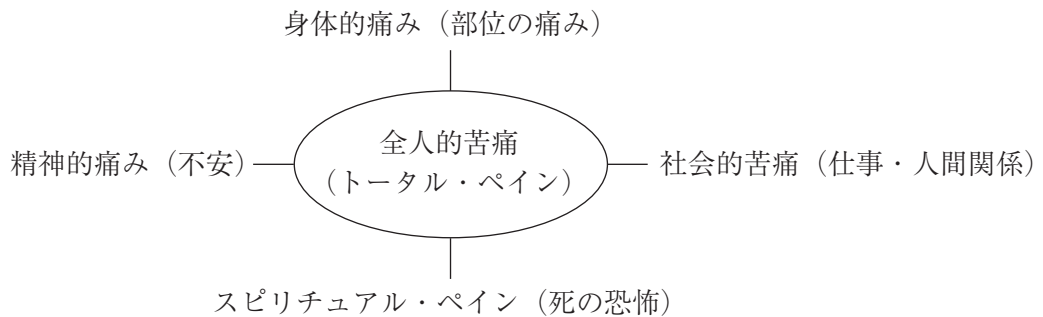 身体的痛み（部位の痛み）
精神的痛み（不安）
全人的苦痛
（トータル・ペイン）
社会的苦痛（仕事・人間関係）
スピリチュアル・ペイン（死の恐怖）